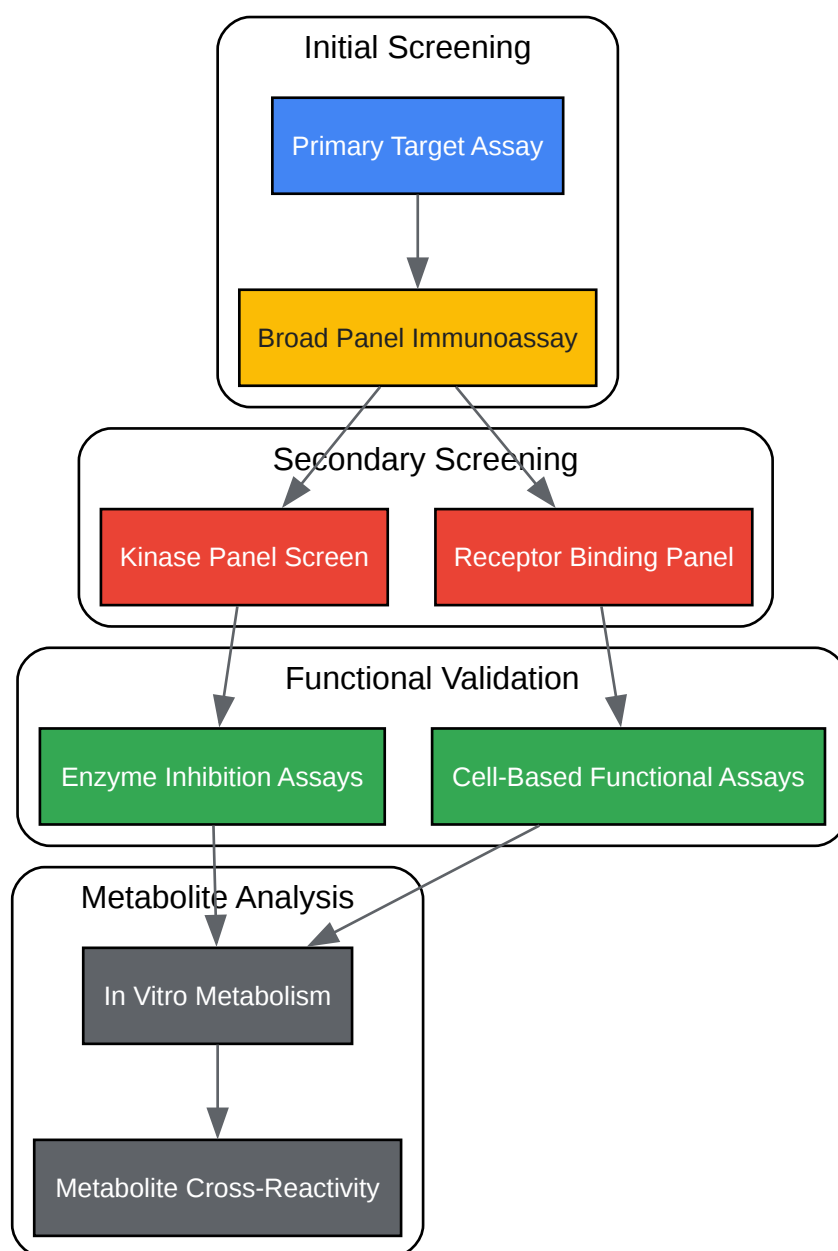 Initial Screening
Primary Target Assay
Broad Panel Immunoassay
Secondary Screening
Kinase Panel Screen
Receptor Binding Panel
Functional Validation
Enzyme Inhibition Assays
Cell-Based Functional Assays
Metabolite Analysis
In Vitro Metabolism
Metabolite Cross-Reactivity